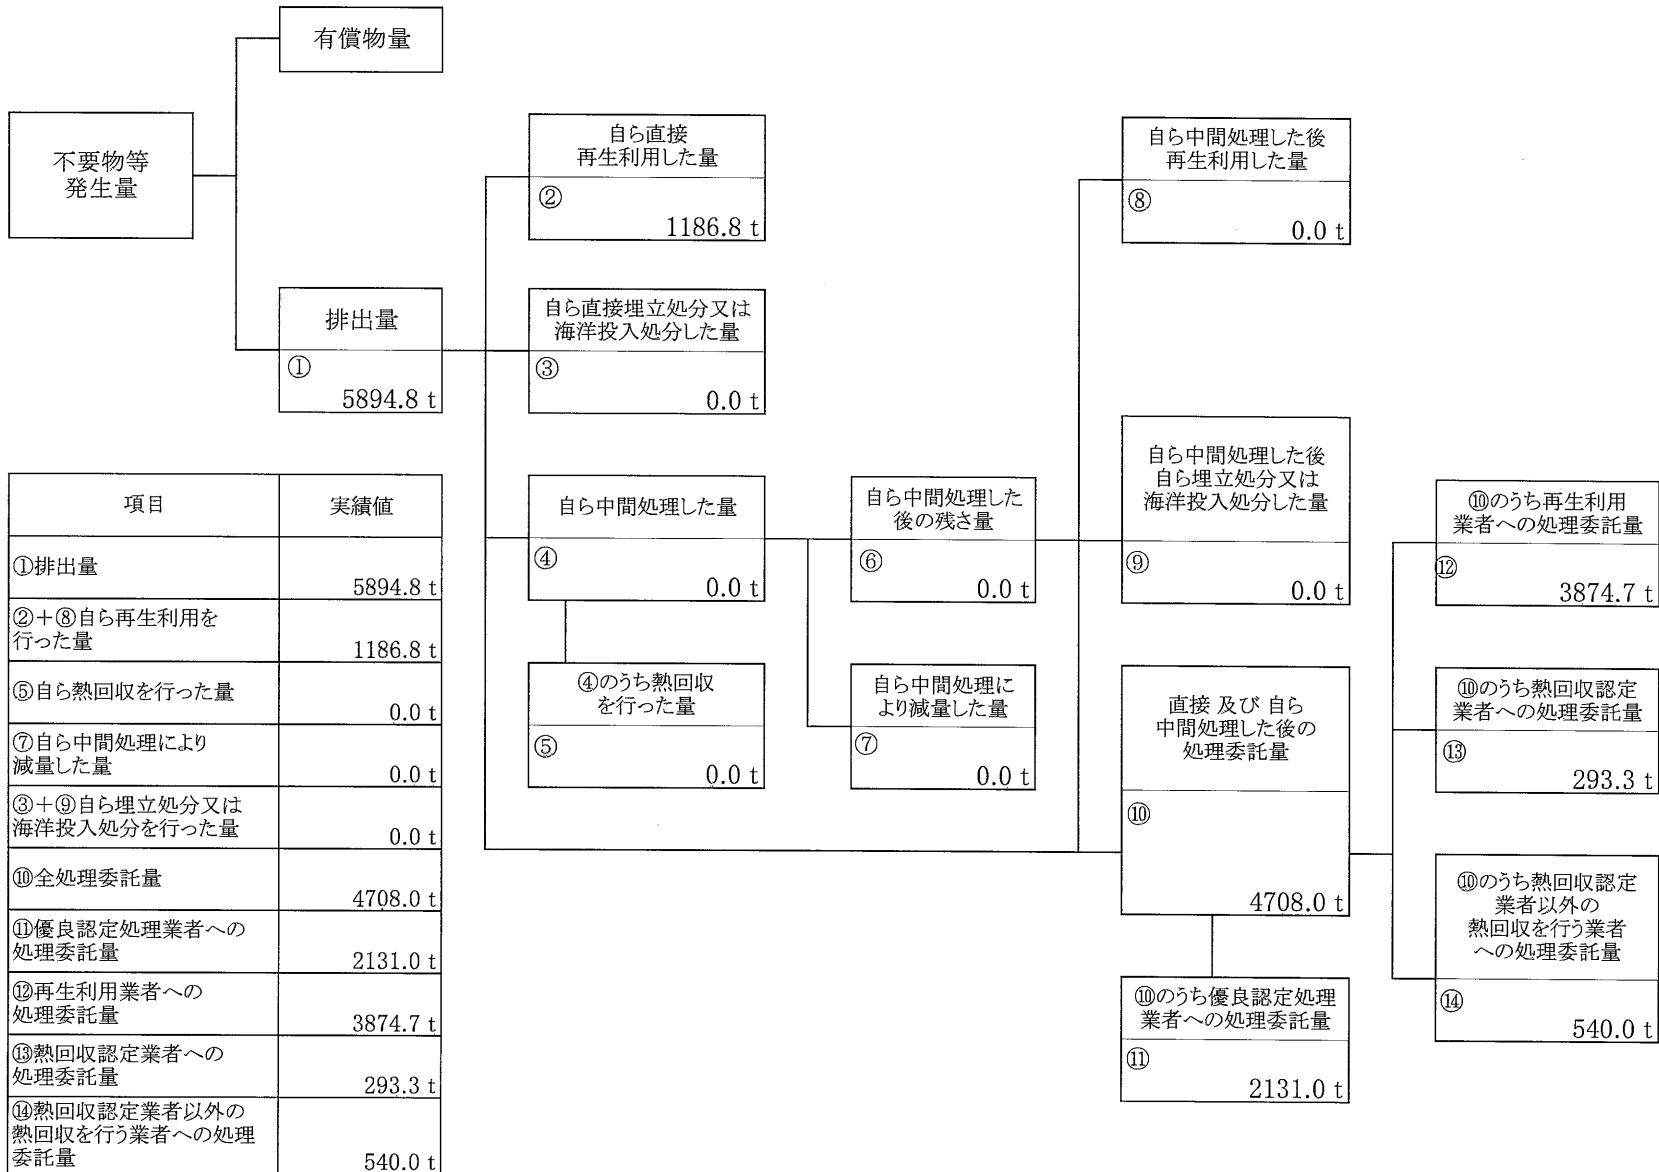 有償物量
不要物等
発生量
排出量
①
5894.8 t
自ら直接
再生利用した量
②
1186.8 t
自ら直接埋立処分又は
海洋投入処分した量
③
0.0 t
自ら中間処理した量
④
0.0 t
④のうち熱回収
を行った量
⑤
0.0 t
自ら中間処理した
後の残さ量
⑥
0.0 t
自ら中間処理に
より減量した量
⑦
0.0 t
自ら中間処理した後
再生利用した量
⑧
0.0 t
自ら中間処理した後
自ら埋立処分又は
海洋投入処分した量
⑨
0.0 t
直接 及び 自ら
中間処理した後の
処理委託量
⑩
4708.0 t
⑩のうち優良認定処理
業者への処理委託量
⑪
2131.0 t
⑩のうち再生利用
業者への処理委託量
⑫
3874.7 t
⑩のうち熱回収認定
業者への処理委託量
⑬
293.3 t
⑩のうち熱回収認定
業者以外の
熱回収を行う業者
への処理委託量
⑭
540.0 t
項目 実績値
①排出量
5894.8 t
②+⑧自ら再生利用を
行った量
1186.8 t
⑤自ら熱回収を行った量
0.0 t
⑦自ら中間処理により
減量した量
0.0 t
③+⑨自ら埋立処分又は
海洋投入処分を行った量
0.0 t
⑩全処理委託量
4708.0 t
⑪優良認定処理業者への
処理委託量
2131.0 t
⑫再生利用業者への
処理委託量
3874.7 t
⑬熱回収認定業者への
処理委託量
293.3 t
⑭熱回収認定業者以外の
熱回収を行う業者への処理
委託量
540.0 t